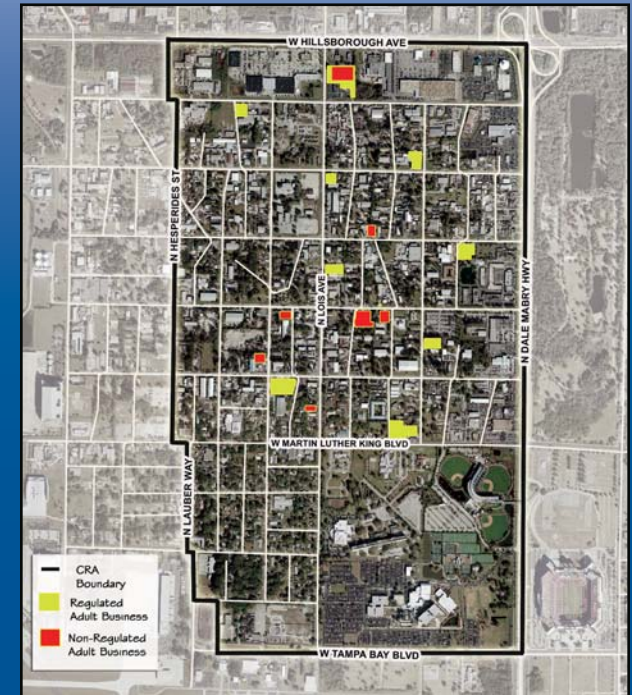 W HILLSBOROUGH AVE
N HESPERIDES ST
N LOIS AVE
N DALE MABRY HWY
W MARTIN LUTHER KING BLVD
N LAUBER WAY
CRA
Boundary
Regulated
Adult Business
Non-Regulated
Adult Business
W TAMPA BAY BLVD